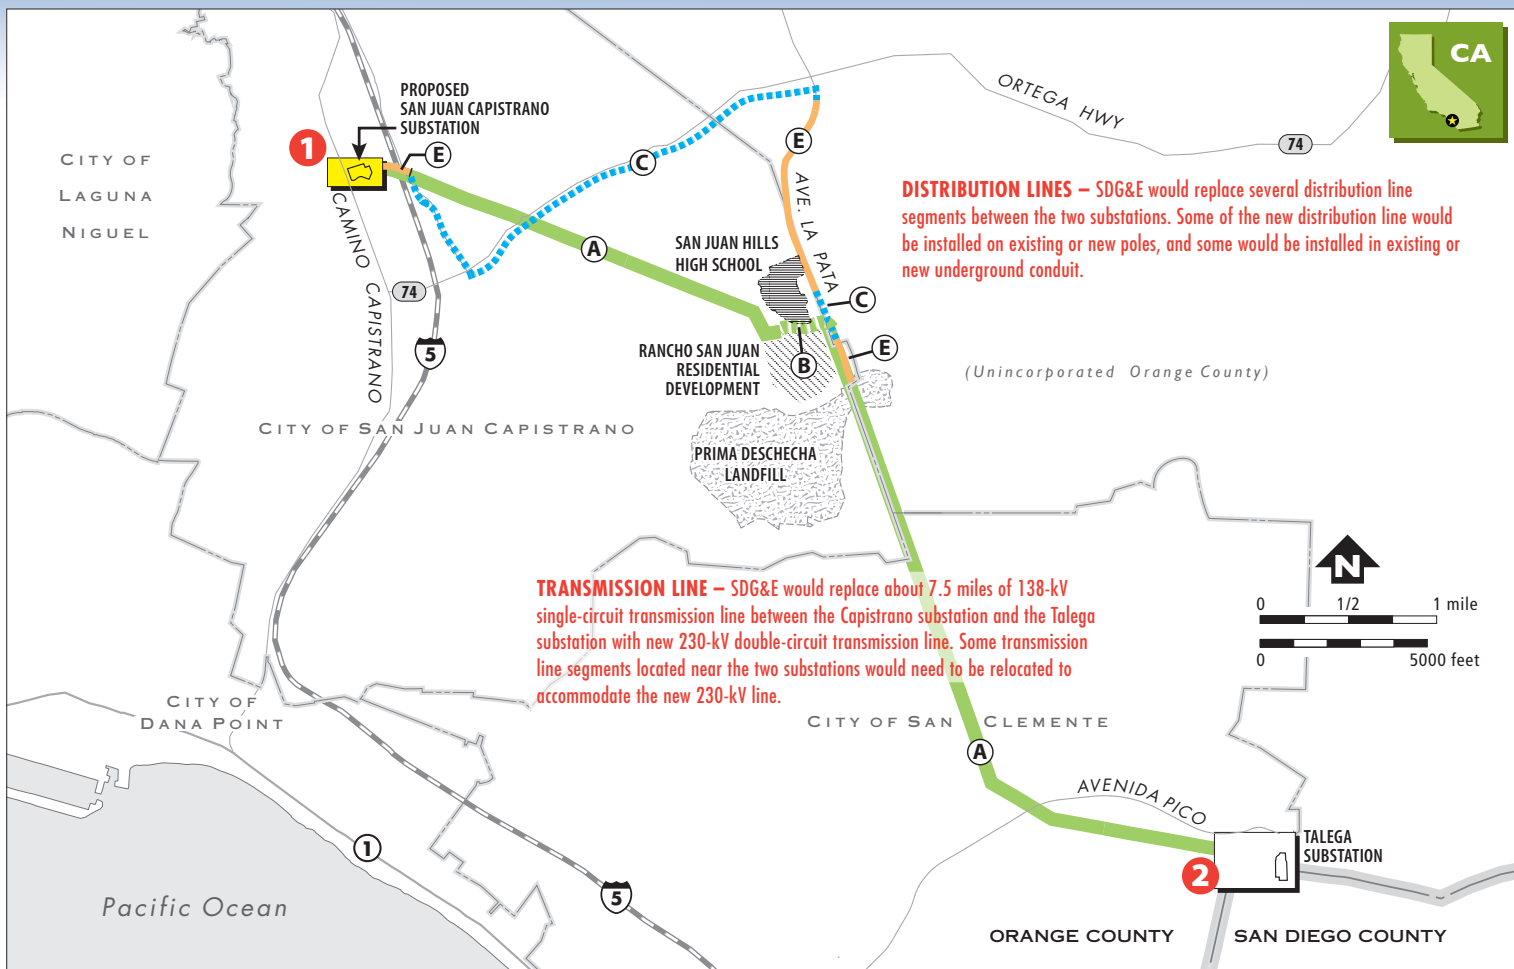 CA
PROPOSED
SAN JUAN CAPISTRANO
SUBSTATION
1
E
C
E
ORTEGA HWY
74
CITY OF
LAGUNA
NIGUEL
CAMINO CAPISTRANO
A
SAN JUAN HILLS
HIGH SCHOOL
AVE. LA PATA
DISTRIBUTION LINES – SDG&E would replace several distribution line
segments between the two substations. Some of the new distribution line would
be installed on existing or new poles, and some would be installed in existing or
new underground conduit.
74
C
5
RANCHO SAN JUAN
RESIDENTIAL
DEVELOPMENT
B
E
(Unincorporated Orange County)
CITY OF SAN JUAN CAPISTRANO
PRIMA DESCHECHA
LANDFILL
TRANSMISSION LINE – SDG&E would replace about 7.5 miles of 138-kV
single-circuit transmission line between the Capistrano substation and the Talega
substation with new 230-kV double-circuit transmission line. Some transmission
line segments located near the two substations would need to be relocated to
accommodate the new 230-kV line.
N
0 1/2 1 mile
0 5000 feet
CITY OF
DANA POINT
CITY OF SAN CLEMENTE
A
AVENIDA PICO
TALEGA
SUBSTATION
2
1
5
Pacific Ocean
ORANGE COUNTY
SAN DIEGO COUNTY